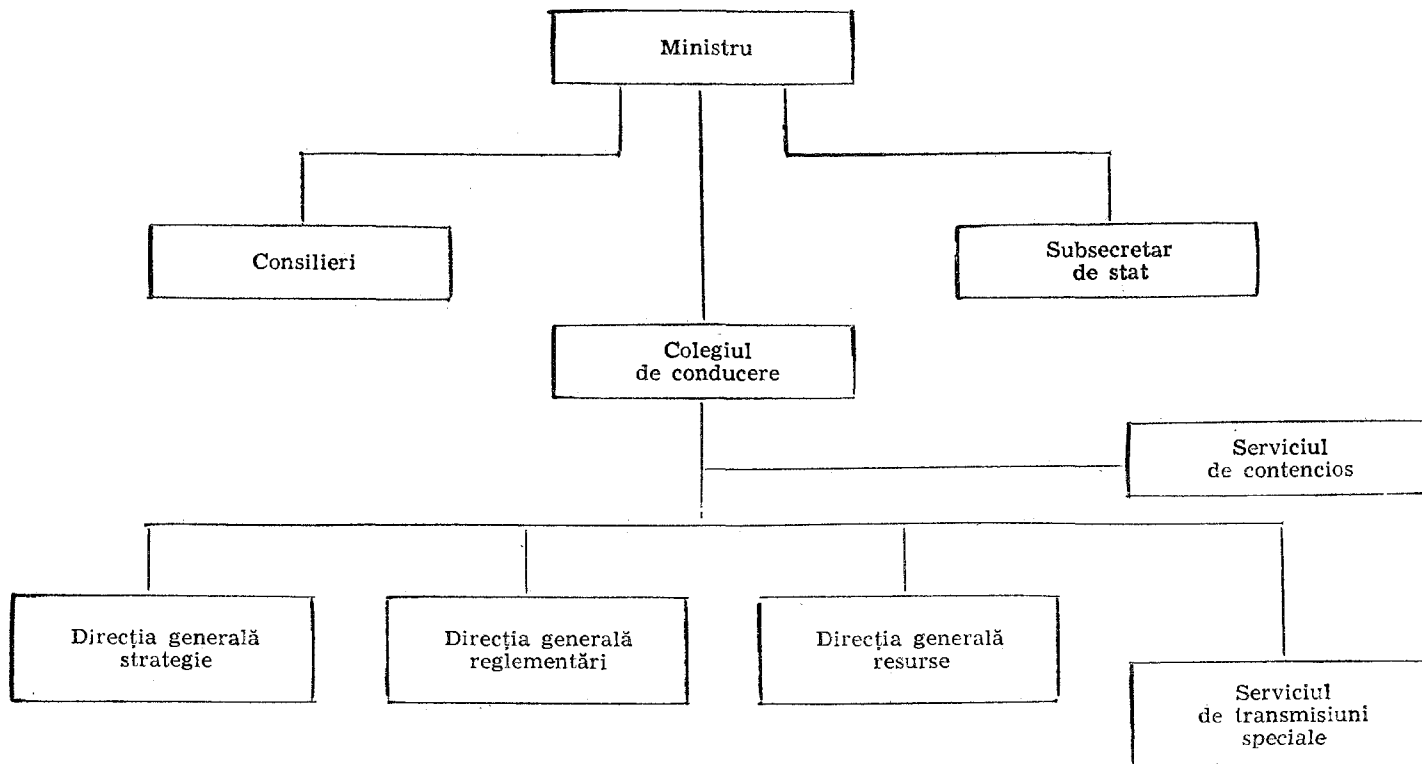 Ministru
Consilieri
Subsecretar
de stat
Colegiul
de conducere
Serviciul
de contencios
Direcția generală
strategie
Direcția generală
reglementări
Direcția generală
resurse
Serviciul
de transmisiuni
speciale